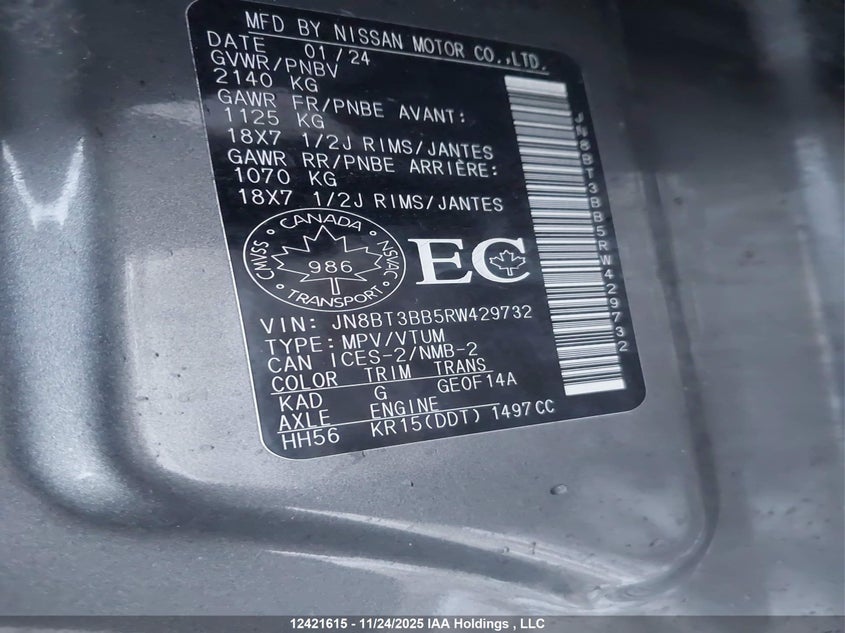 MFD BY NISSAN MOTOR CO.,LTD.
DATE 01/24
GVWR/PNBV
2140 KG
GAWR FR/PNBE AVANT:
1125 KG
18X7 1/2J RIMS/JANTES
GAWR RR/PNBE ARRIÈRE:
1070 KG
18X7 1/2J RIMS/JANTES
CANADA
CMVSS 986 NSVAC
TRANSPORT
EC
VIN: JN8BT3BB5RW429732
TYPE:MPV/VTUM
CAN ICES-2/NMB-2
COLOR TRIM TRANS
KAD G GE0F14A
AXLE ENGINE
HH56 KR15(DDT) 1497CC
JN8BT3BB5RW429732
12421615 - 11/24/2025 IAA Holdings , LLC